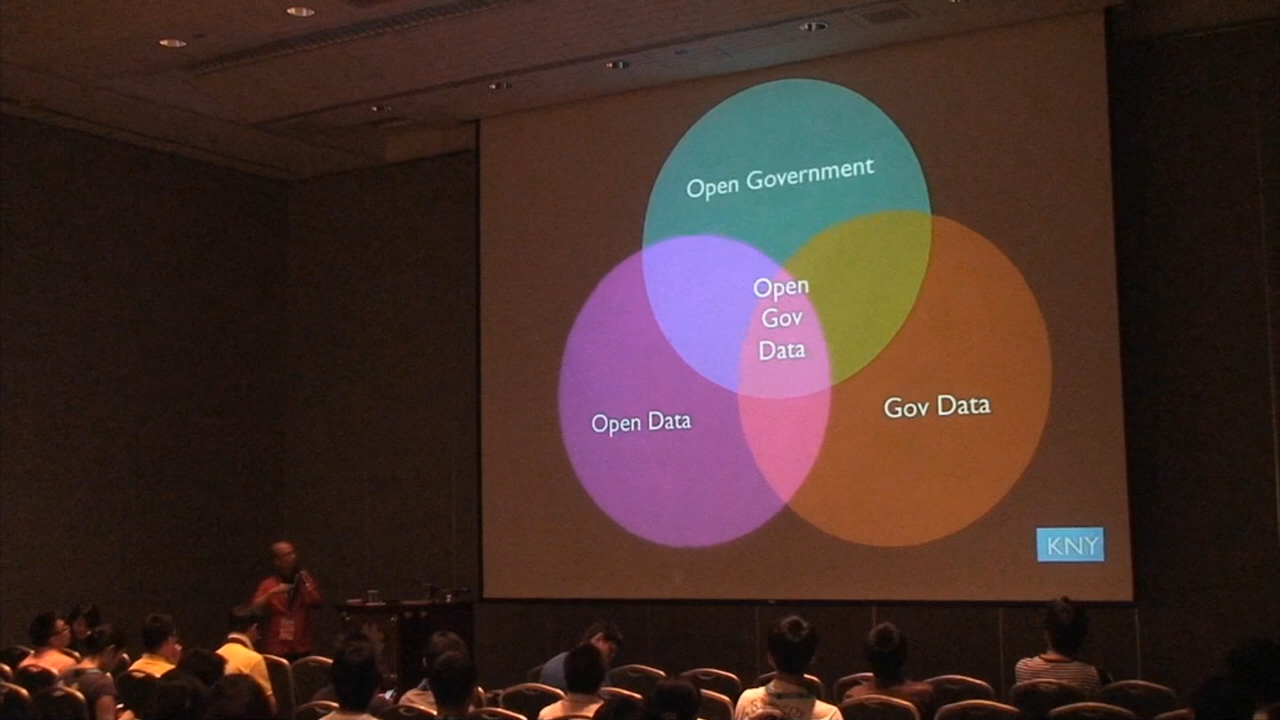 Open Government
Open
Gov
Data
Open Data
Gov Data
KNY